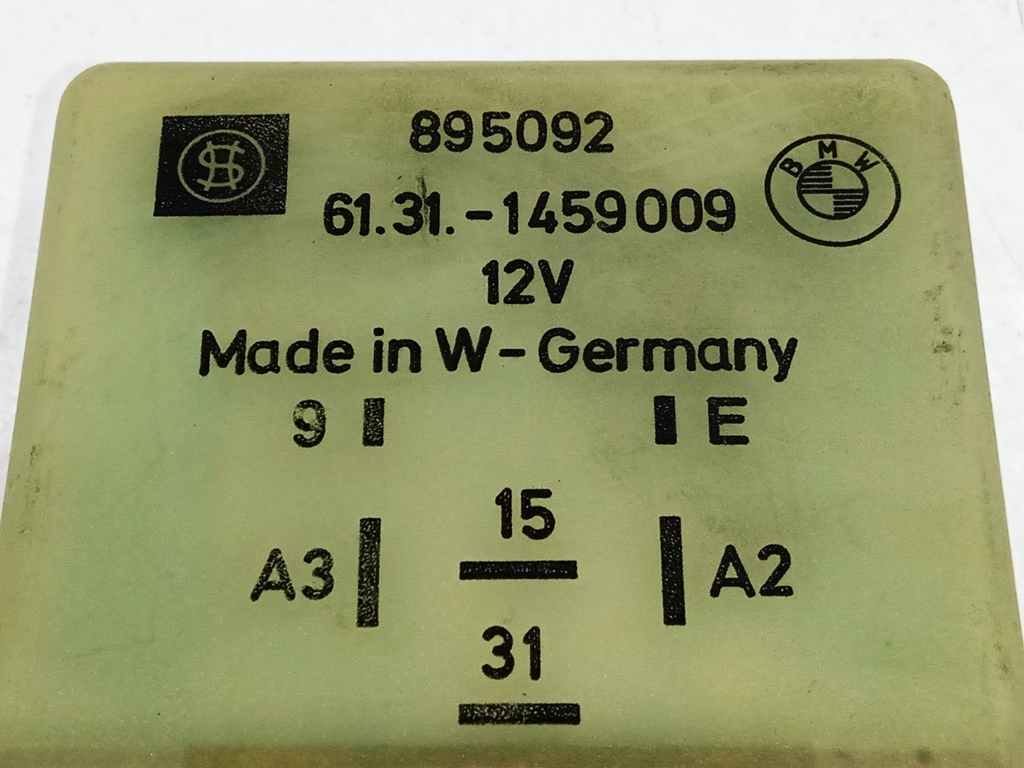 895092
BMW
61.31.-1459009
12V
Made in W-Germany
9 E
15
A3 A2
31